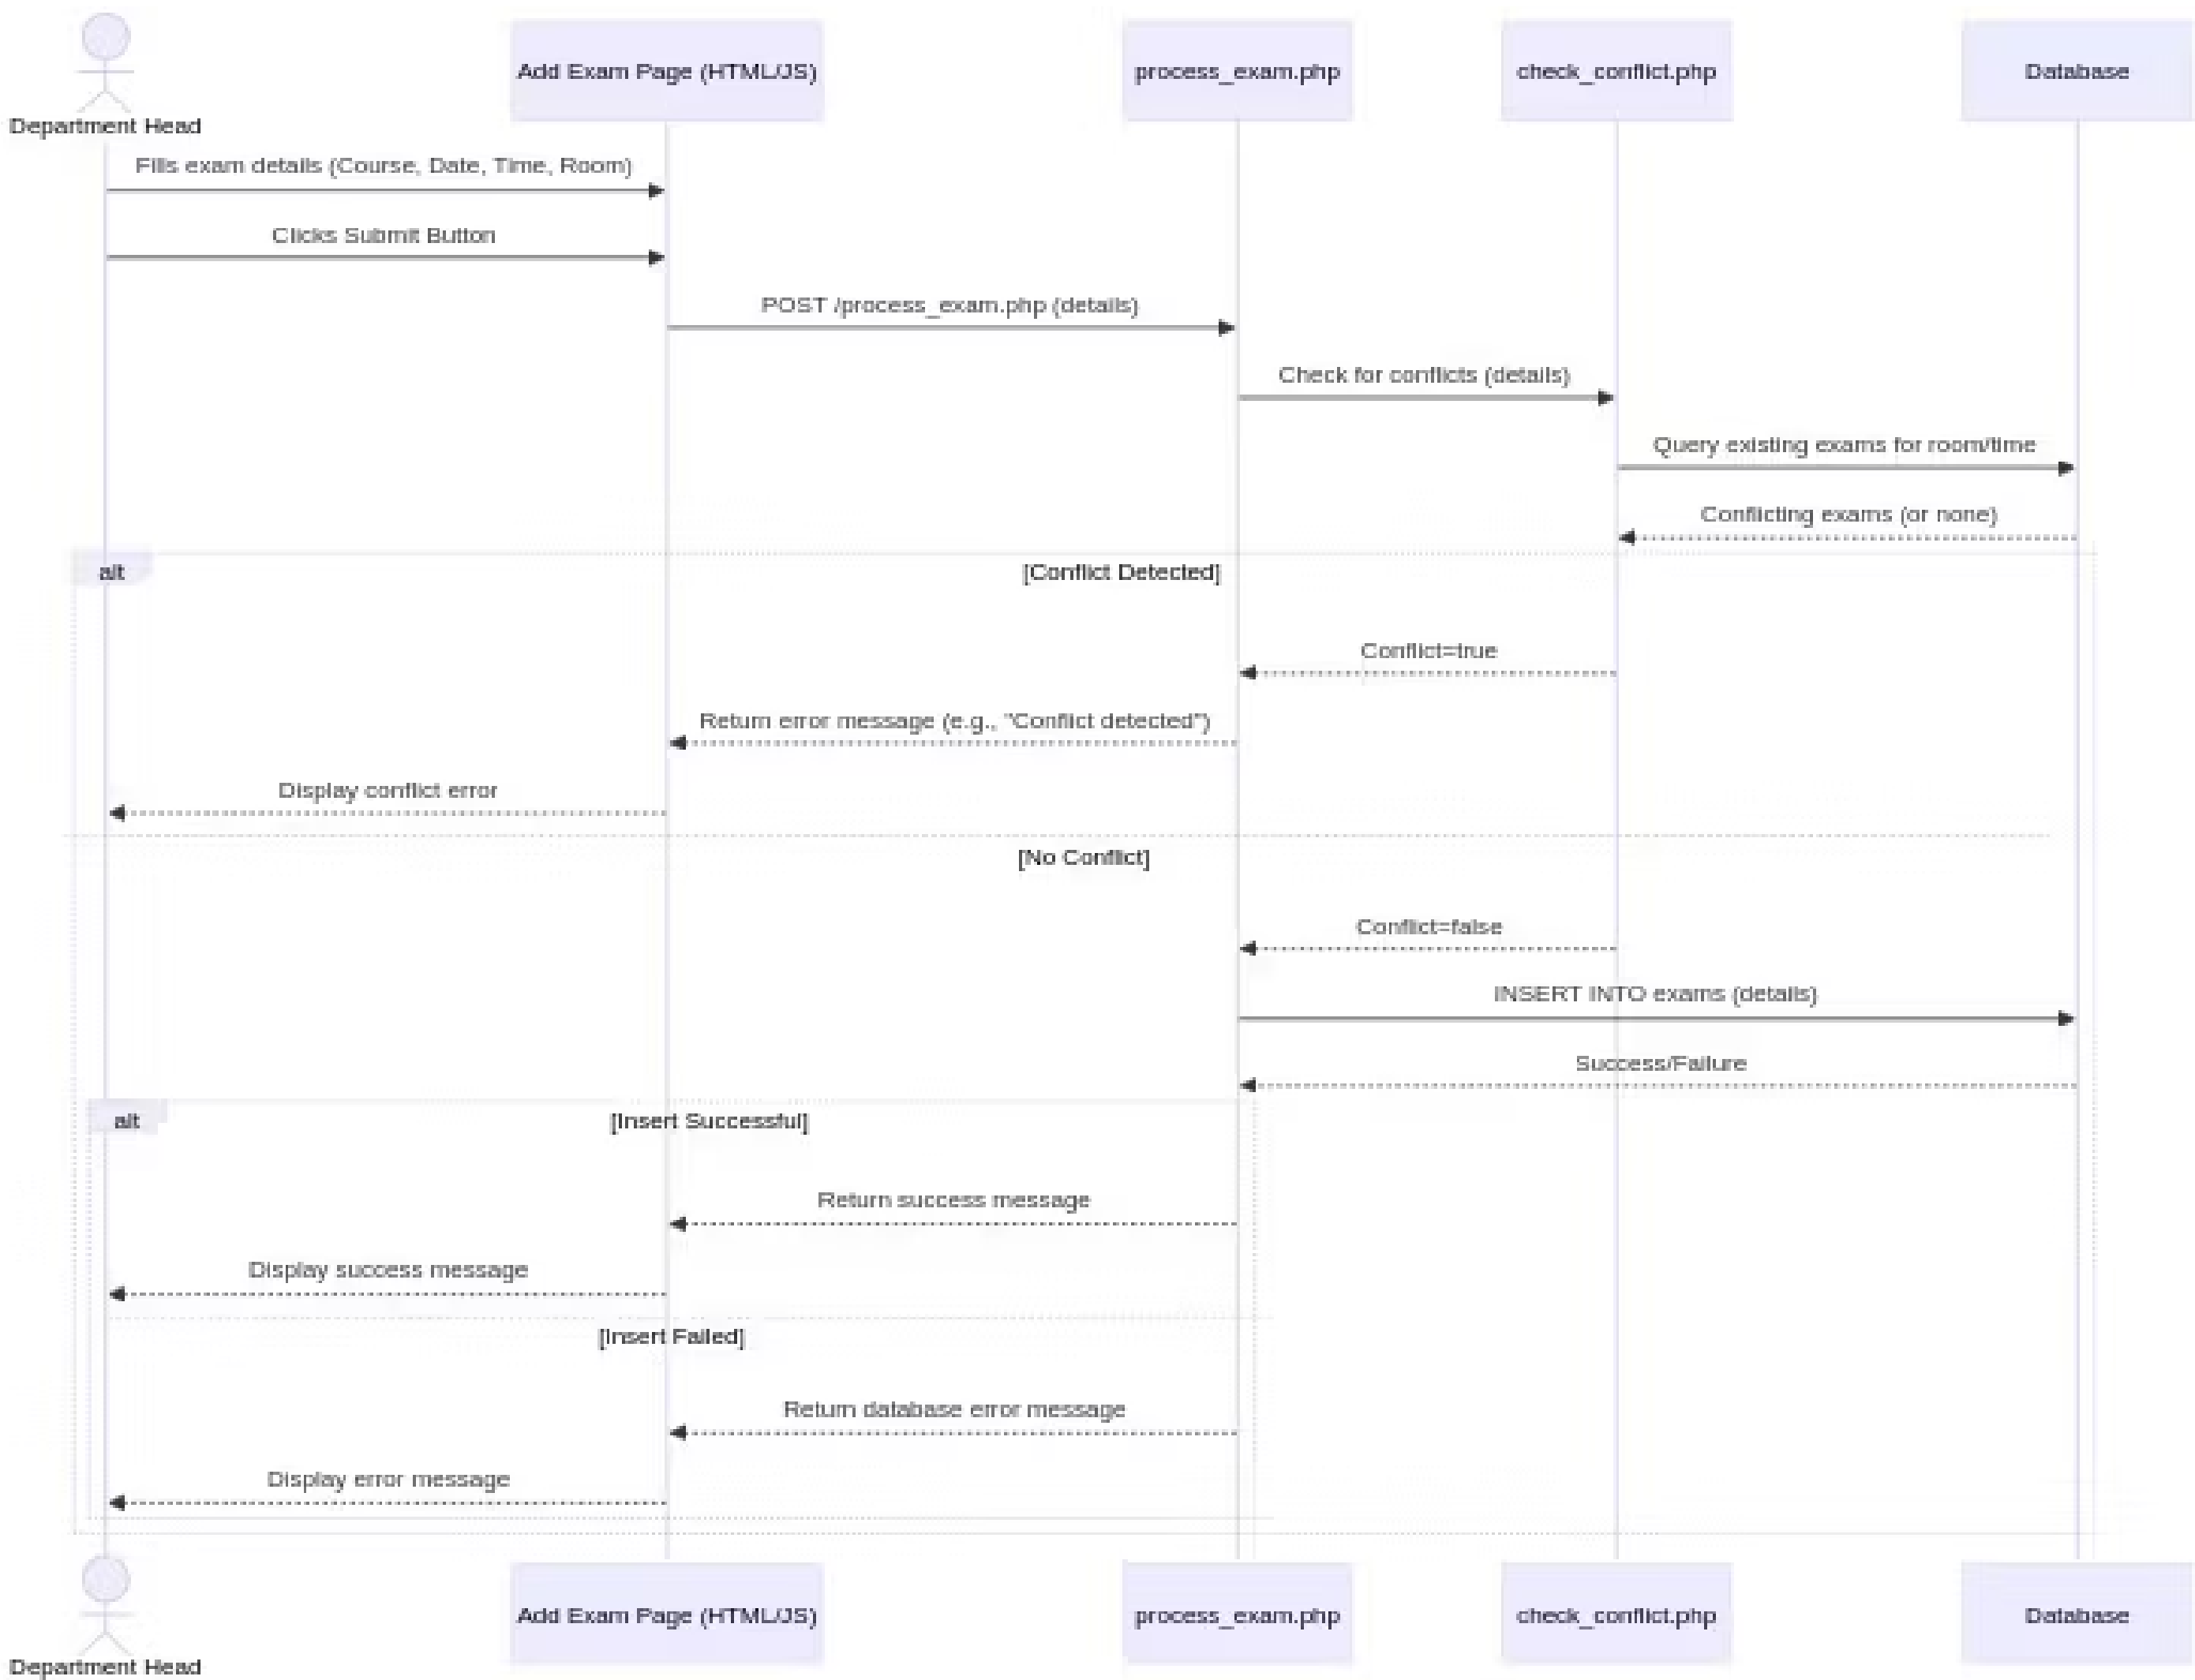 Department Head
Add Exam Page (HTML/JS)
process_exam.php
check_conflict.php
Database
Fills exam details (Course, Date, Time, Room)
Clicks Submit Button
POST /process_exam.php (details)
Check for conflicts (details)
Query existing exams for room/time
Conflicting exams (or none)
alt
[Conflict Detected]
Conflict=true
Return error message (e.g., "Conflict detected")
Display conflict error
[No Conflict]
Conflict=false
INSERT INTO exams (details)
Success/Failure
alt
[Insert Successful]
Return success message
Display success message
[Insert Failed]
Return database error message
Display error message
Department Head
Add Exam Page (HTML/JS)
process_exam.php
check_conflict.php
Database